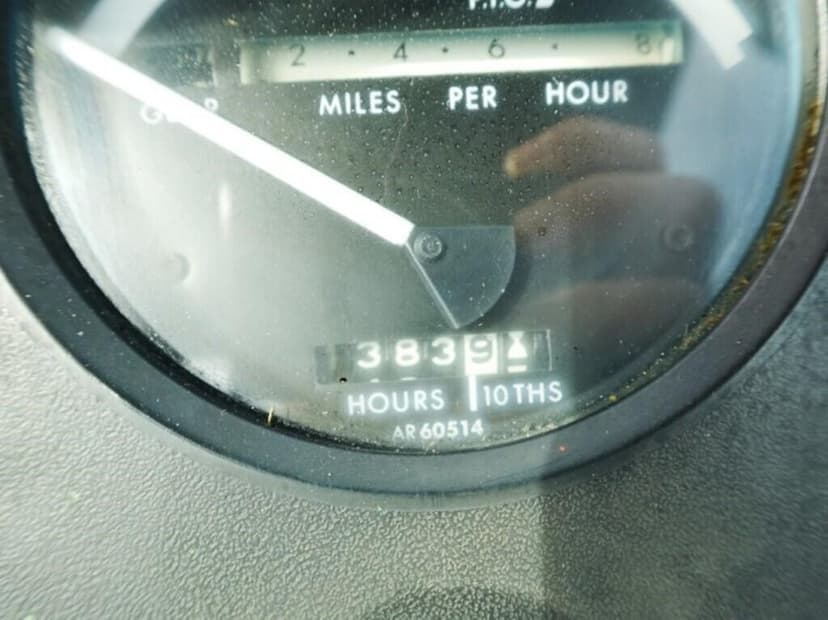 2 · 4 · 6 · 8
MILES PER HOUR
3839
HOURS 10THS
AR60514